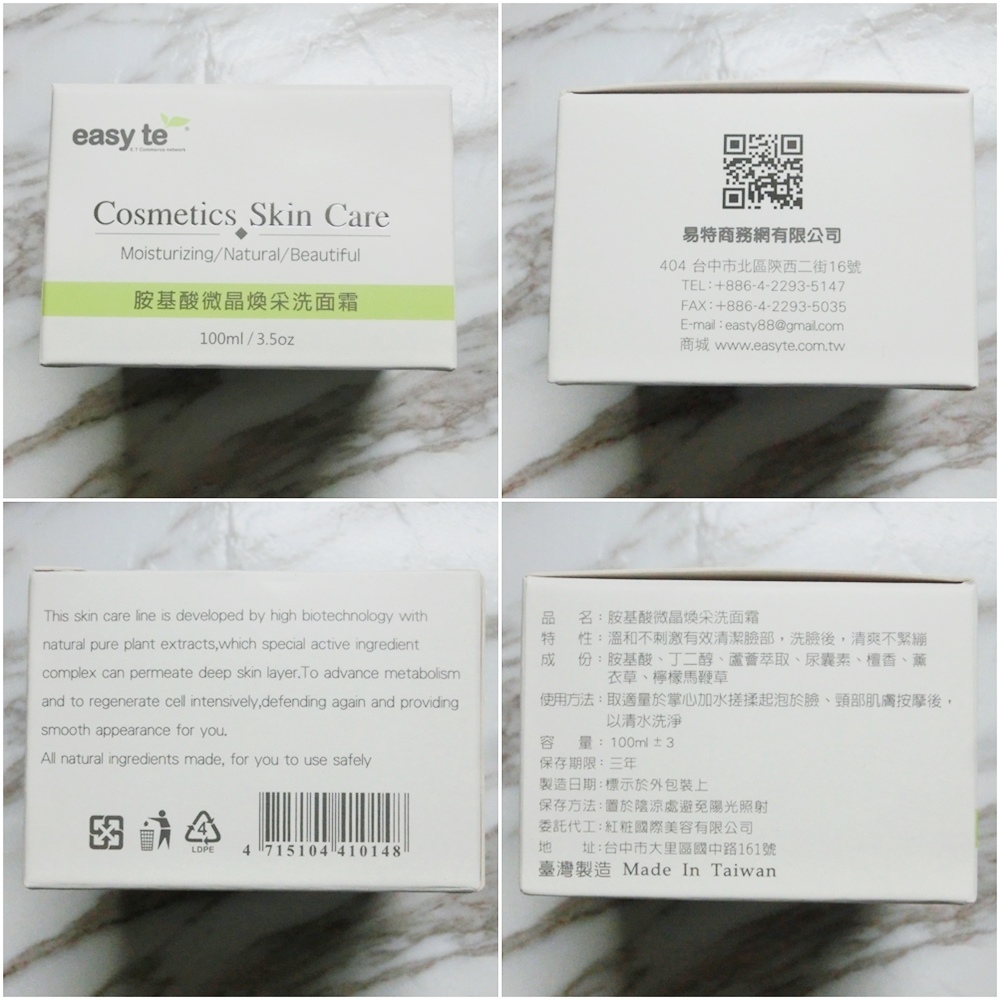 easy te
E.T Commerce network
Cosmetics Skin Care
Moisturizing/Natural/Beautiful
胺基酸微晶煥采洗面霜
100ml / 3.5oz
易特商務網有限公司
404 台中市北區陝西二街16號
TEL:+886-4-2293-5147
FAX:+886-4-2293-5035
E-mail:easty88@gmail.com
商城 www.easyte.com.tw
This skin care line is developed by high biotechnology with
natural pure plant extracts,which special active ingredient
complex can permeate deep skin layer.To advance metabolism
and to regenerate cell intensively,defending again and providing
smooth appearance for you.
All natural ingredients made, for you to use safely
4
LDPE
4 715104 410148
品 名:胺基酸微晶煥采洗面霜
特 性:溫和不刺激有效清潔臉部，洗臉後，清爽不緊繃
成 份:胺基酸、丁二醇、蘆薈萃取、尿囊素、檀香、薰
衣草、檸檬馬鞭草
使用方法:取適量於掌心加水搓揉起泡於臉、頸部肌膚按摩後，
以清水洗淨
容 量:100ml±3
保存期限:三年
製造日期:標示於外包裝上
保存方法:置於陰涼處避免陽光照射
委託代工:紅粧國際美容有限公司
地 址:台中市大里區國中路161號
臺灣製造 Made In Taiwan